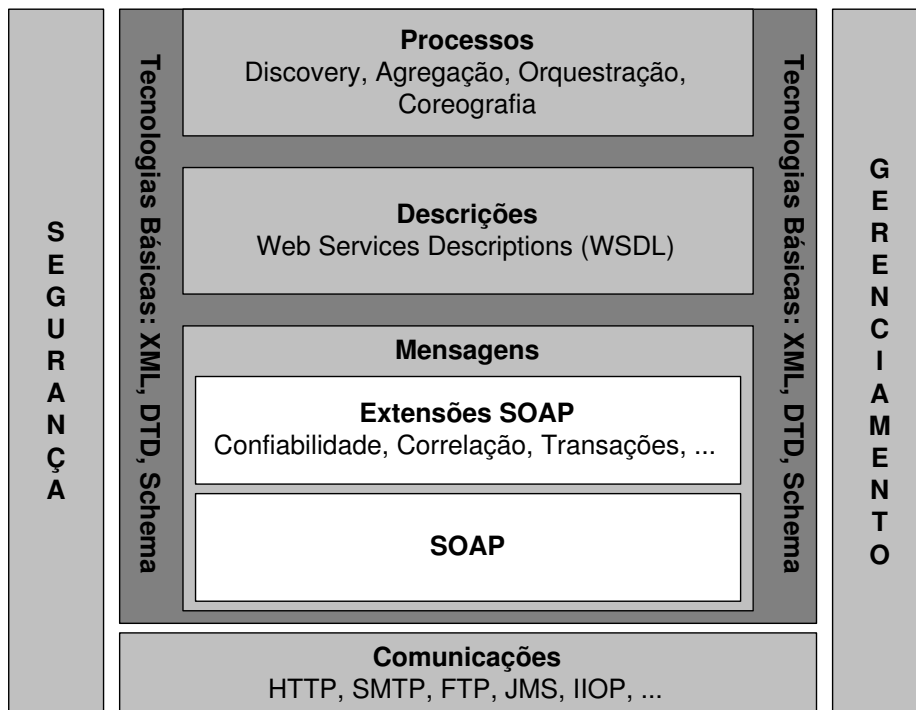 SEGURANÇA
Tecnologias Básicas: XML, DTD, Schema
Processos
Discovery, Agregação, Orquestração,
Coreografia
Descrições
Web Services Descriptions (WSDL)
Mensagens
Extensões SOAP
Confiabilidade, Correlação, Transações, ...
SOAP
Tecnologias Básicas: XML, DTD, Schema
Comunicações
HTTP, SMTP, FTP, JMS, IIOP, ...
GERENCIAMENTO